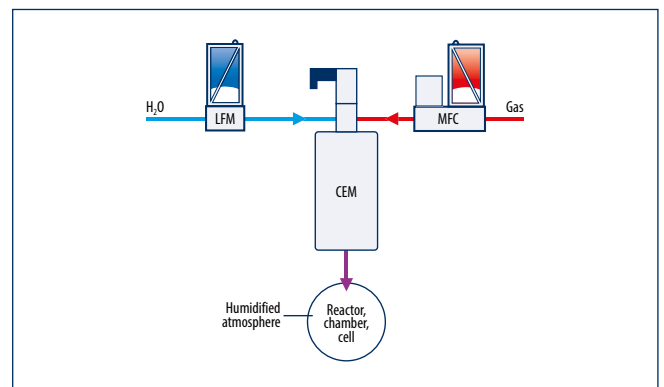 H₂O
LFM
MFC
Gas
CEM
Humidified
atmosphere
Reactor,
chamber,
cell